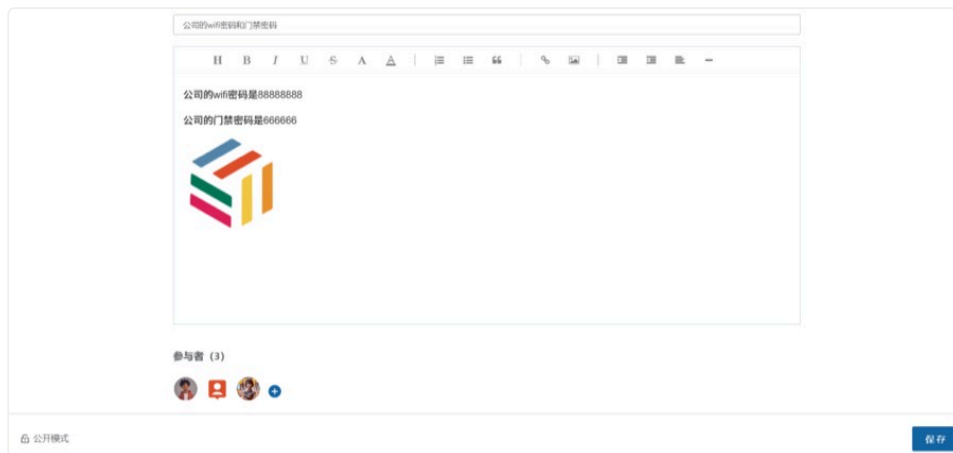 公司的wifi密码和门禁密码
H B I U S A A
公司的wifi密码是88888888
公司的门禁密码是666666
参与者（3）
公开模式
保存